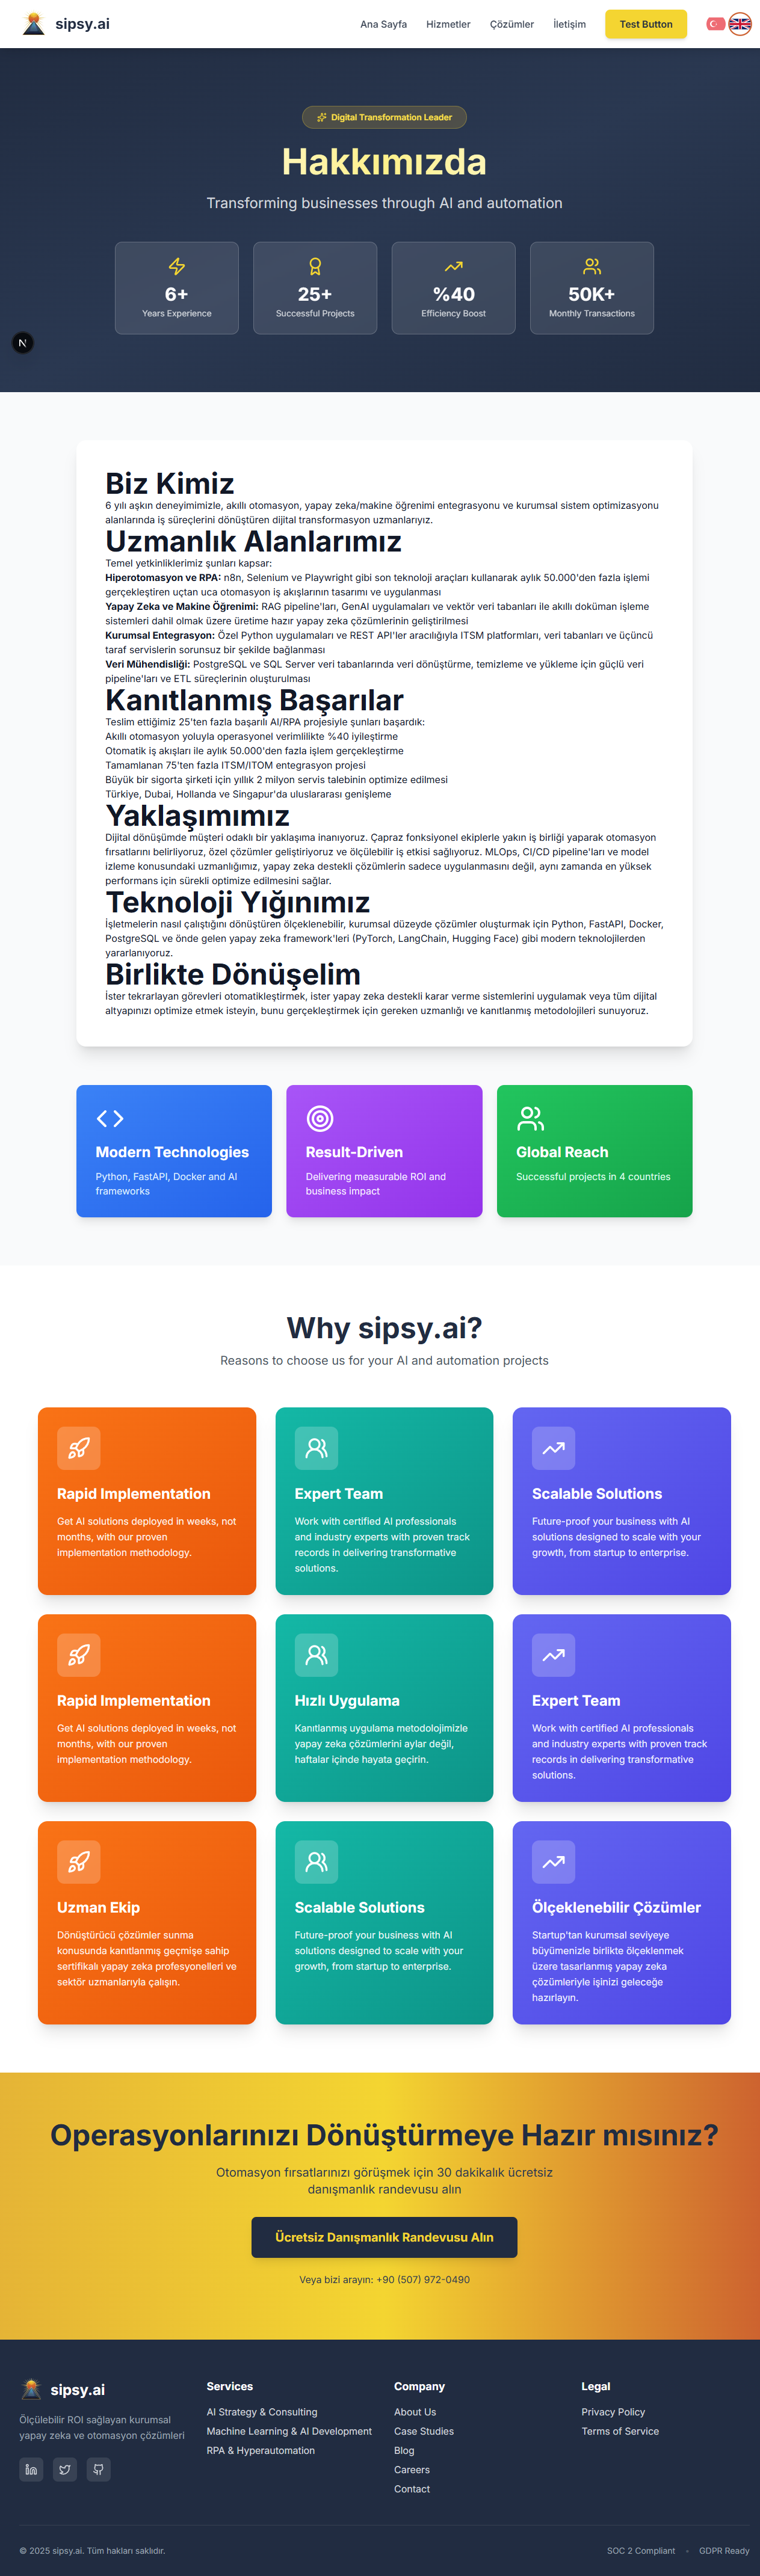 sipsy.ai
Ana Sayfa
Hizmetler
Çözümler
İletişim
Test Button
N
Digital Transformation Leader
Hakkımızda
Transforming businesses through AI and automation
6+
Years Experience
25+
Successful Projects
%40
Efficiency Boost
50K+
Monthly Transactions
Biz Kimiz
6 yılı aşkın deneyimimizle, akıllı otomasyon, yapay zeka/makine öğrenimi entegrasyonu ve kurumsal sistem optimizasyonu
alanlarında iş süreçlerini dönüştüren dijital transformasyon uzmanlarıyız.
Uzmanlık Alanlarımız
Temel yetkinliklerimiz şunları kapsar:
Hiperotomasyon ve RPA: n8n, Selenium ve Playwright gibi son teknoloji araçları kullanarak aylık 50.000'den fazla işlemi
gerçekleştiren uçtan uca otomasyon iş akışlarının tasarımı ve uygulanması
Yapay Zeka ve Makine Öğrenimi: RAG pipeline'ları, GenAI uygulamaları ve vektör veri tabanları ile akıllı doküman işleme
sistemleri dahil olmak üzere üretime hazır yapay zeka çözümlerinin geliştirilmesi
Kurumsal Entegrasyon: Özel Python uygulamaları ve REST API'ler aracılığıyla ITSM platformları, veri tabanları ve üçüncü
taraf servislerin sorunsuz bir şekilde bağlanması
Veri Mühendisliği: PostgreSQL ve SQL Server veri tabanlarında veri dönüştürme, temizleme ve yükleme için güçlü veri
pipeline'ları ve ETL süreçlerinin oluşturulması
Kanıtlanmış Başarılar
Teslim ettiğimiz 25'ten fazla başarılı AI/RPA projesiyle şunları başardık:
Akıllı otomasyon yoluyla operasyonel verimlilikte %40 iyileştirme
Otomatik iş akışları ile aylık 50.000'den fazla işlem gerçekleştirme
Tamamlanan 75'ten fazla ITSM/ITOM entegrasyon projesi
Büyük bir sigorta şirketi için yıllık 2 milyon servis talebinin optimize edilmesi
Türkiye, Dubai, Hollanda ve Singapur'da uluslararası genişleme
Yaklaşımımız
Dijital dönüşümde müşteri odaklı bir yaklaşıma inanıyoruz. Çapraz fonksiyonel ekiplerle yakın iş birliği yaparak otomasyon
fırsatlarını belirliyoruz, özel çözümler geliştiriyoruz ve ölçülebilir iş etkisi sağlıyoruz. MLOps, CI/CD pipeline'ları ve model
izleme konusundaki uzmanlığımız, yapay zeka destekli çözümlerin sadece uygulanmasını değil, aynı zamanda en yüksek
performans için sürekli optimize edilmesini sağlar.
Teknoloji Yığınımız
İşletmelerin nasıl çalıştığını dönüştüren ölçeklenebilir, kurumsal düzeyde çözümler oluşturmak için Python, FastAPI, Docker,
PostgreSQL ve önde gelen yapay zeka framework'leri (PyTorch, LangChain, Hugging Face) gibi modern teknolojilerden
yararlanıyoruz.
Birlikte Dönüşelim
İster tekrarlayan görevleri otomatikleştirmek, ister yapay zeka destekli karar verme sistemlerini uygulamak veya tüm dijital
altyapınızı optimize etmek isteyin, bunu gerçekleştirmek için gereken uzmanlığı ve kanıtlanmış metodolojileri sunuyoruz.
Modern Technologies
Python, FastAPI, Docker and AI
frameworks
Result-Driven
Delivering measurable ROI and
business impact
Global Reach
Successful projects in 4 countries
Why sipsy.ai?
Reasons to choose us for your AI and automation projects
Rapid Implementation
Get AI solutions deployed in weeks, not
months, with our proven
implementation methodology.
Expert Team
Work with certified AI professionals
and industry experts with proven track
records in delivering transformative
solutions.
Scalable Solutions
Future-proof your business with AI
solutions designed to scale with your
growth, from startup to enterprise.
Rapid Implementation
Get AI solutions deployed in weeks, not
months, with our proven
implementation methodology.
Hızlı Uygulama
Kanıtlanmış uygulama metodolojimizle
yapay zeka çözümlerini aylar değil,
haftalar içinde hayata geçirin.
Expert Team
Work with certified AI professionals
and industry experts with proven track
records in delivering transformative
solutions.
Uzman Ekip
Dönüştürücü çözümler sunma
konusunda kanıtlanmış geçmişe sahip
sertifikalı yapay zeka profesyonelleri ve
sektör uzmanlarıyla çalışın.
Scalable Solutions
Future-proof your business with AI
solutions designed to scale with your
growth, from startup to enterprise.
Ölçeklenebilir Çözümler
Startup'tan kurumsal seviyeye
büyümenizle birlikte ölçeklenmek
üzere tasarlanmış yapay zeka
çözümleriyle işinizi geleceğe
hazırlayın.
Operasyonlarınızı Dönüştürmeye Hazır mısınız?
Otomasyon fırsatlarınızı görüşmek için 30 dakikalık ücretsiz
danışmanlık randevusu alın
Ücretsiz Danışmanlık Randevusu Alın
Veya bizi arayın: +90 (507) 972-0490
sipsy.ai
Ölçülebilir ROI sağlayan kurumsal
yapay zeka ve otomasyon çözümleri
Services
AI Strategy & Consulting
Machine Learning & AI Development
RPA & Hyperautomation
Company
About Us
Case Studies
Blog
Careers
Contact
Legal
Privacy Policy
Terms of Service
© 2025 sipsy.ai. Tüm hakları saklıdır.
SOC 2 Compliant • GDPR Ready